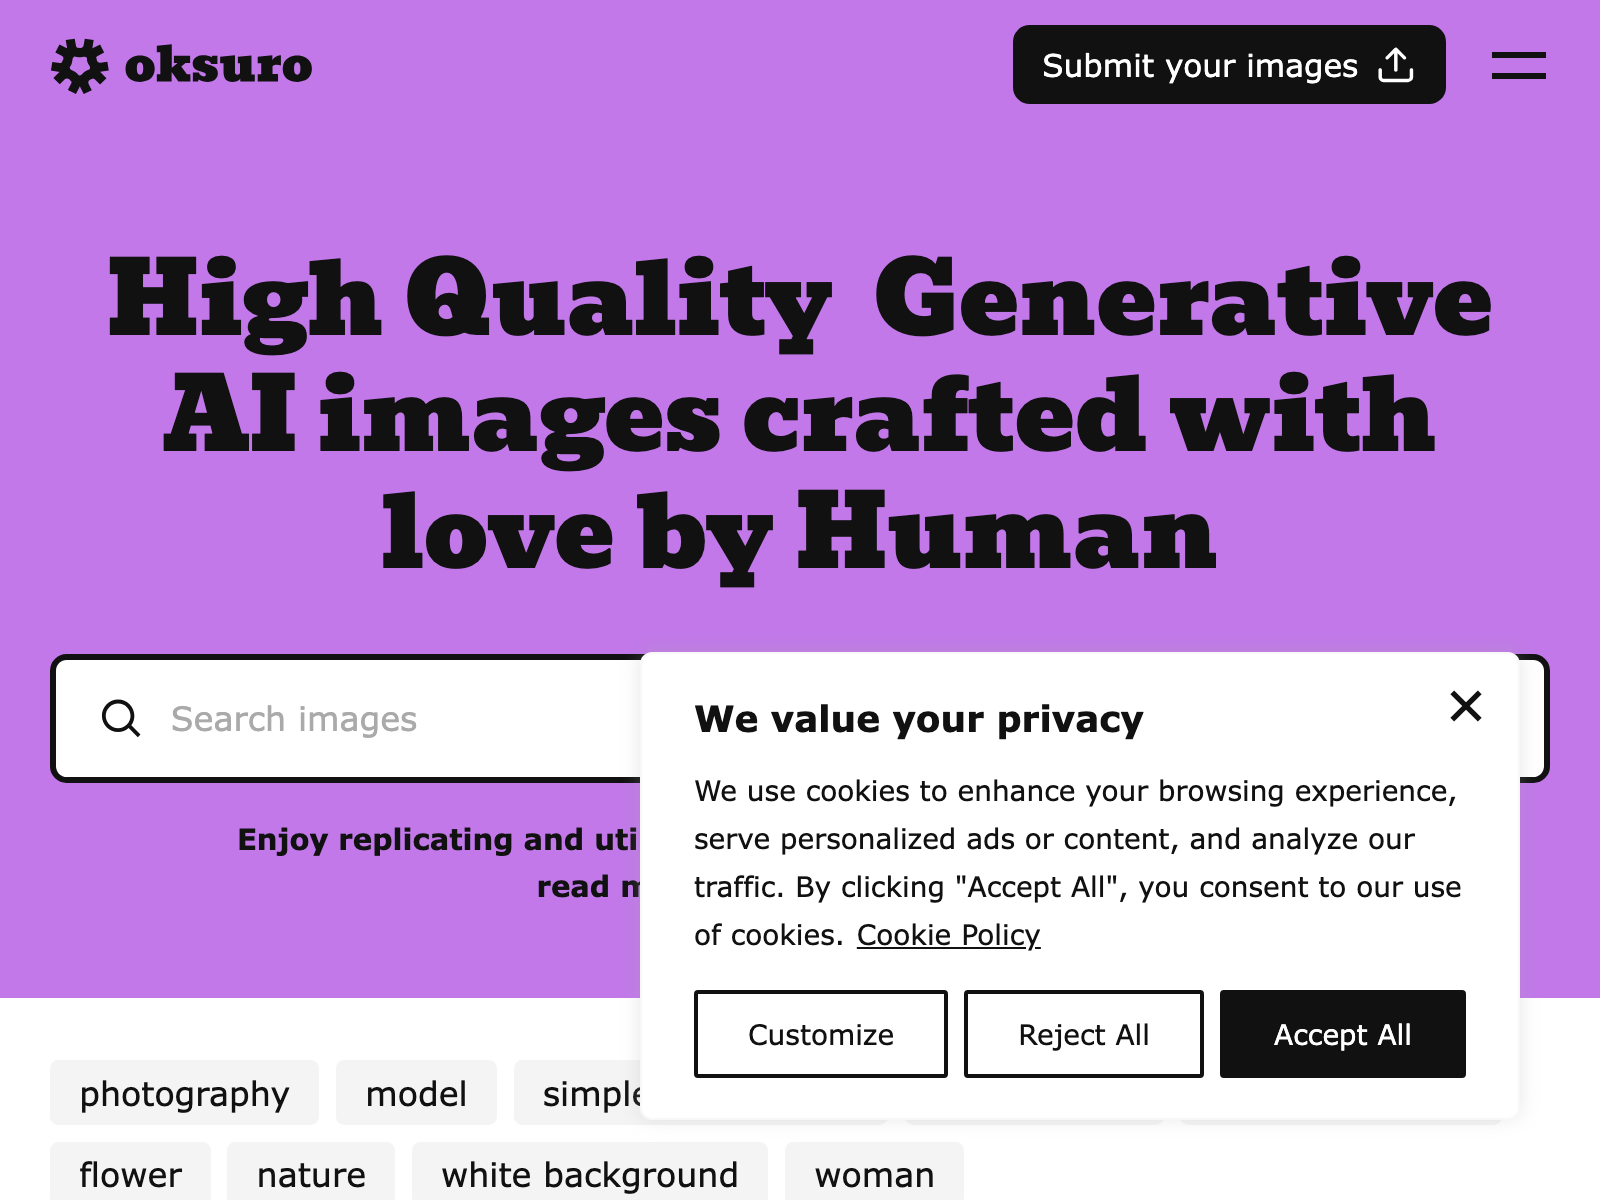 oksuro
Submit your images
High Quality Generative
AI images crafted with
love by Human
Search images
Enjoy replicating and
read
We value your privacy
We use cookies to enhance your browsing experience,
serve personalized ads or content, and analyze our
traffic. By clicking "Accept All", you consent to our use
of cookies. Cookie Policy
Customize
Reject All
Accept All
photography
model
simple
flower
nature
white background
woman